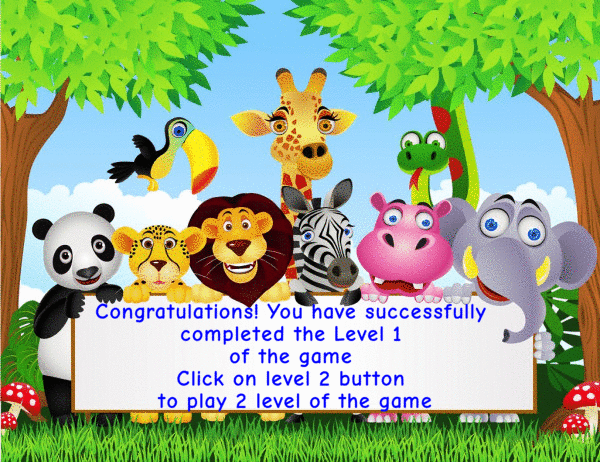 Congratulations! You have successfully
completed the Level 1
of the game
Click on level 2 button
to play 2 level of the game